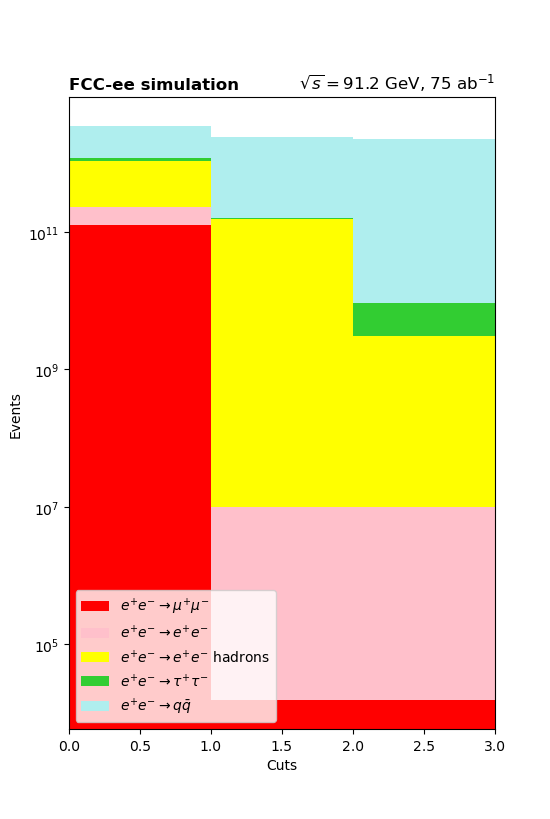 FCC-ee simulation √s = 91.2 GeV, 75 ab⁻¹
10¹¹
10⁹
10⁷
10⁵
Events
e⁺e⁻ → μ⁺μ⁻
e⁺e⁻ → e⁺e⁻
e⁺e⁻ → e⁺e⁻ hadrons
e⁺e⁻ → τ⁺τ⁻
e⁺e⁻ → qq̄
0.0 0.5 1.0 1.5 2.0 2.5 3.0
Cuts